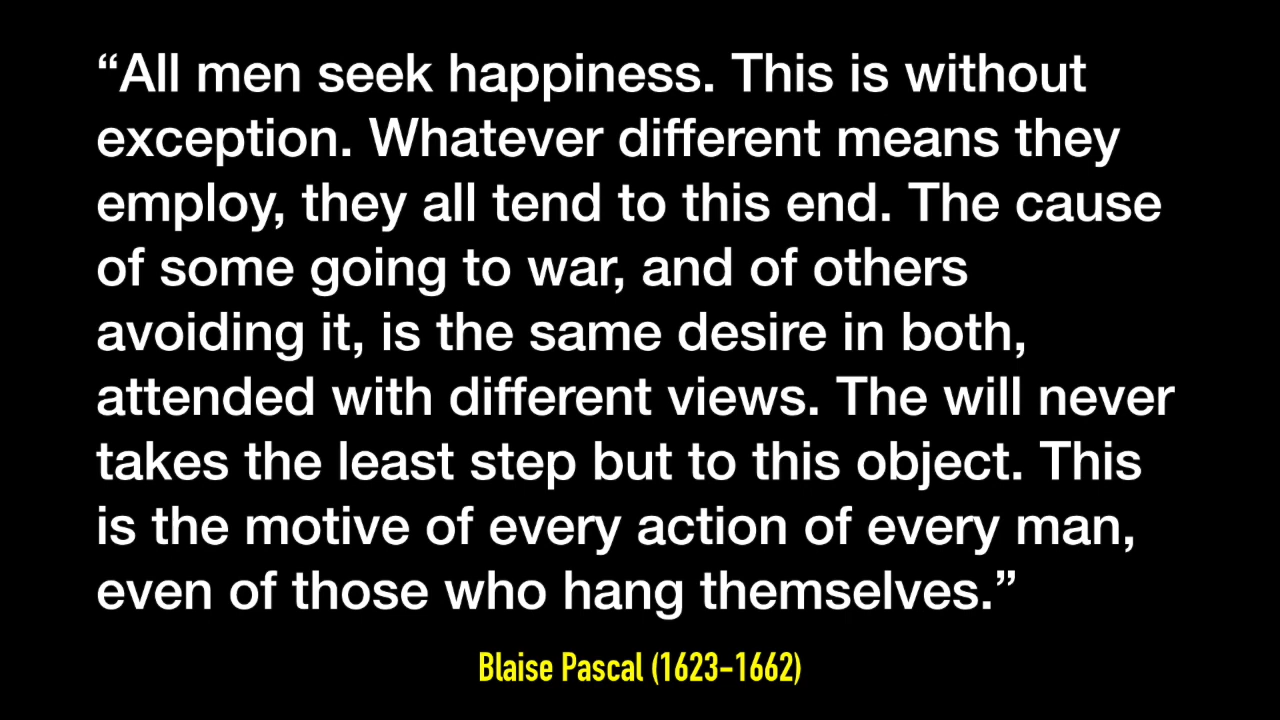 “All men seek happiness. This is without
exception. Whatever different means they
employ, they all tend to this end. The cause
of some going to war, and of others
avoiding it, is the same desire in both,
attended with different views. The will never
takes the least step but to this object. This
is the motive of every action of every man,
even of those who hang themselves.”
Blaise Pascal (1623–1662)